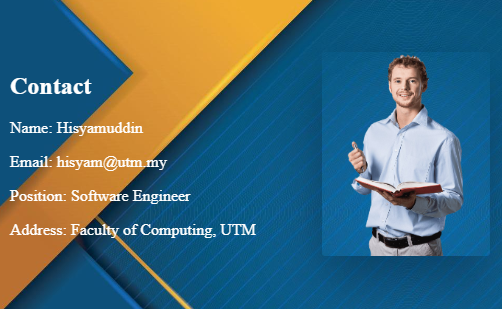 Contact
Name: Hisyamuddin
Email: hisyam@utm.my
Position: Software Engineer
Address: Faculty of Computing, UTM